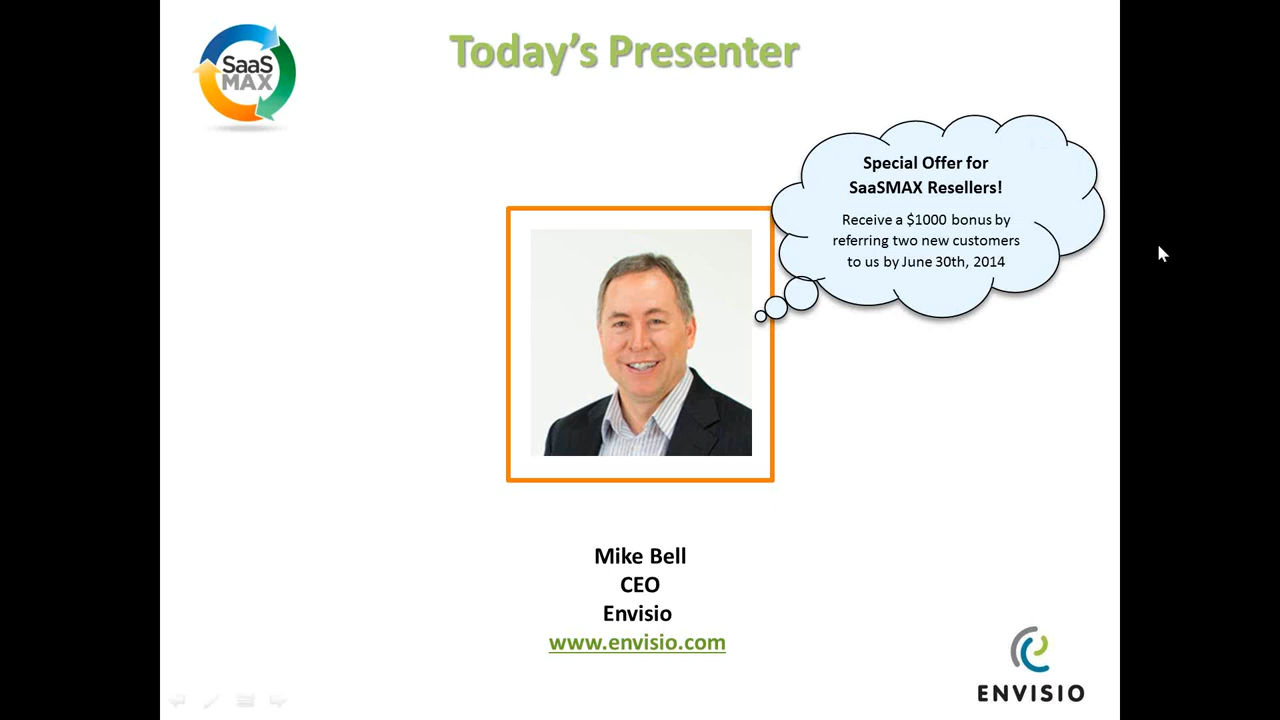 SaaS
MAX
Today's Presenter
Special Offer for
SaaSMAX Resellers!
Receive a $1000 bonus by
referring two new customers
to us by June 30th, 2014
Mike Bell
CEO
Envisio
www.envisio.com
ENVISIO